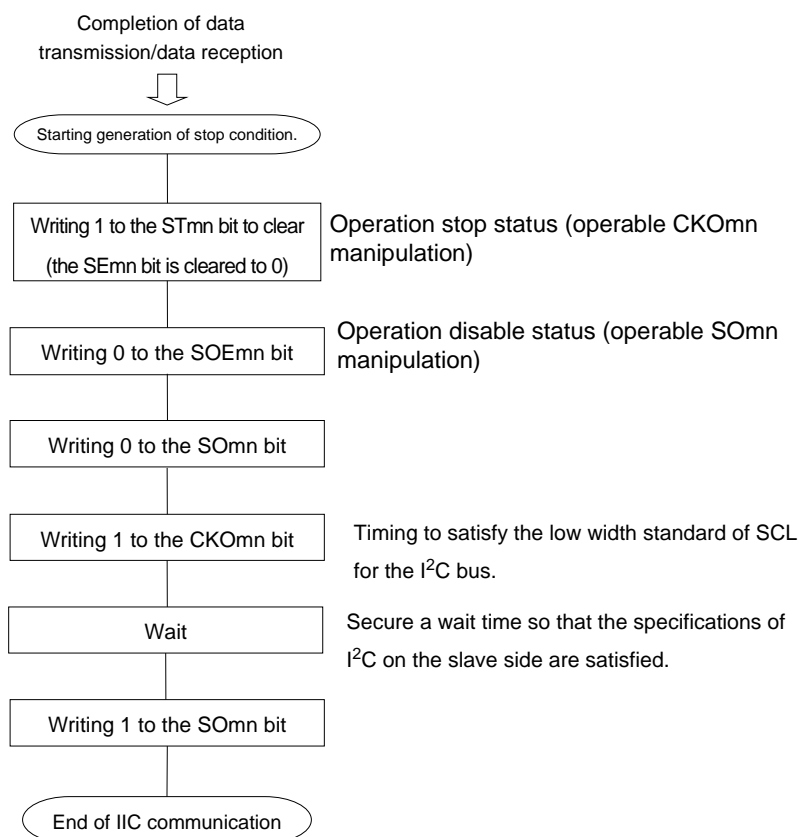 Completion of data
transmission/data reception
Starting generation of stop condition.
Writing 1 to the STmn bit to clear
(the SEmn bit is cleared to 0)
Operation stop status (operable CKOmn
manipulation)
Writing 0 to the SOEmn bit
Operation disable status (operable SOmn
manipulation)
Writing 0 to the SOmn bit
Writing 1 to the CKOmn bit
Timing to satisfy the low width standard of SCL
for the I²C bus.
Wait
Secure a wait time so that the specifications of
I²C on the slave side are satisfied.
Writing 1 to the SOmn bit
End of IIC communication